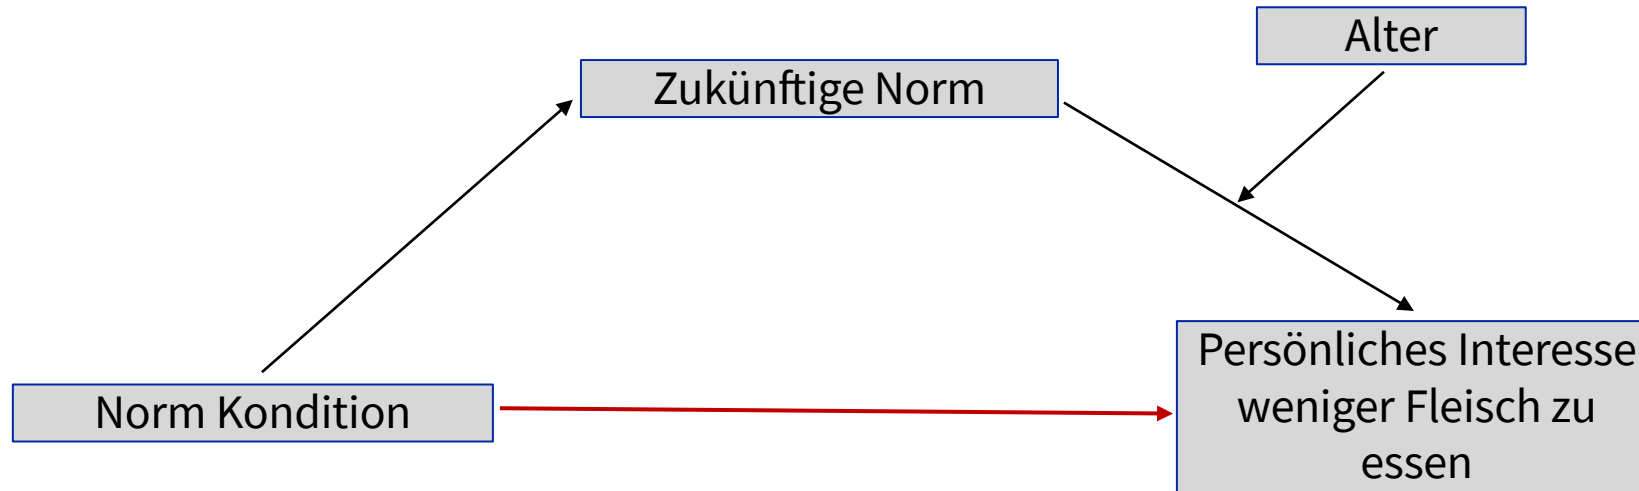 Alter
Zukünftige Norm
Norm Kondition
Persönliches Interesse
weniger Fleisch zu
essen